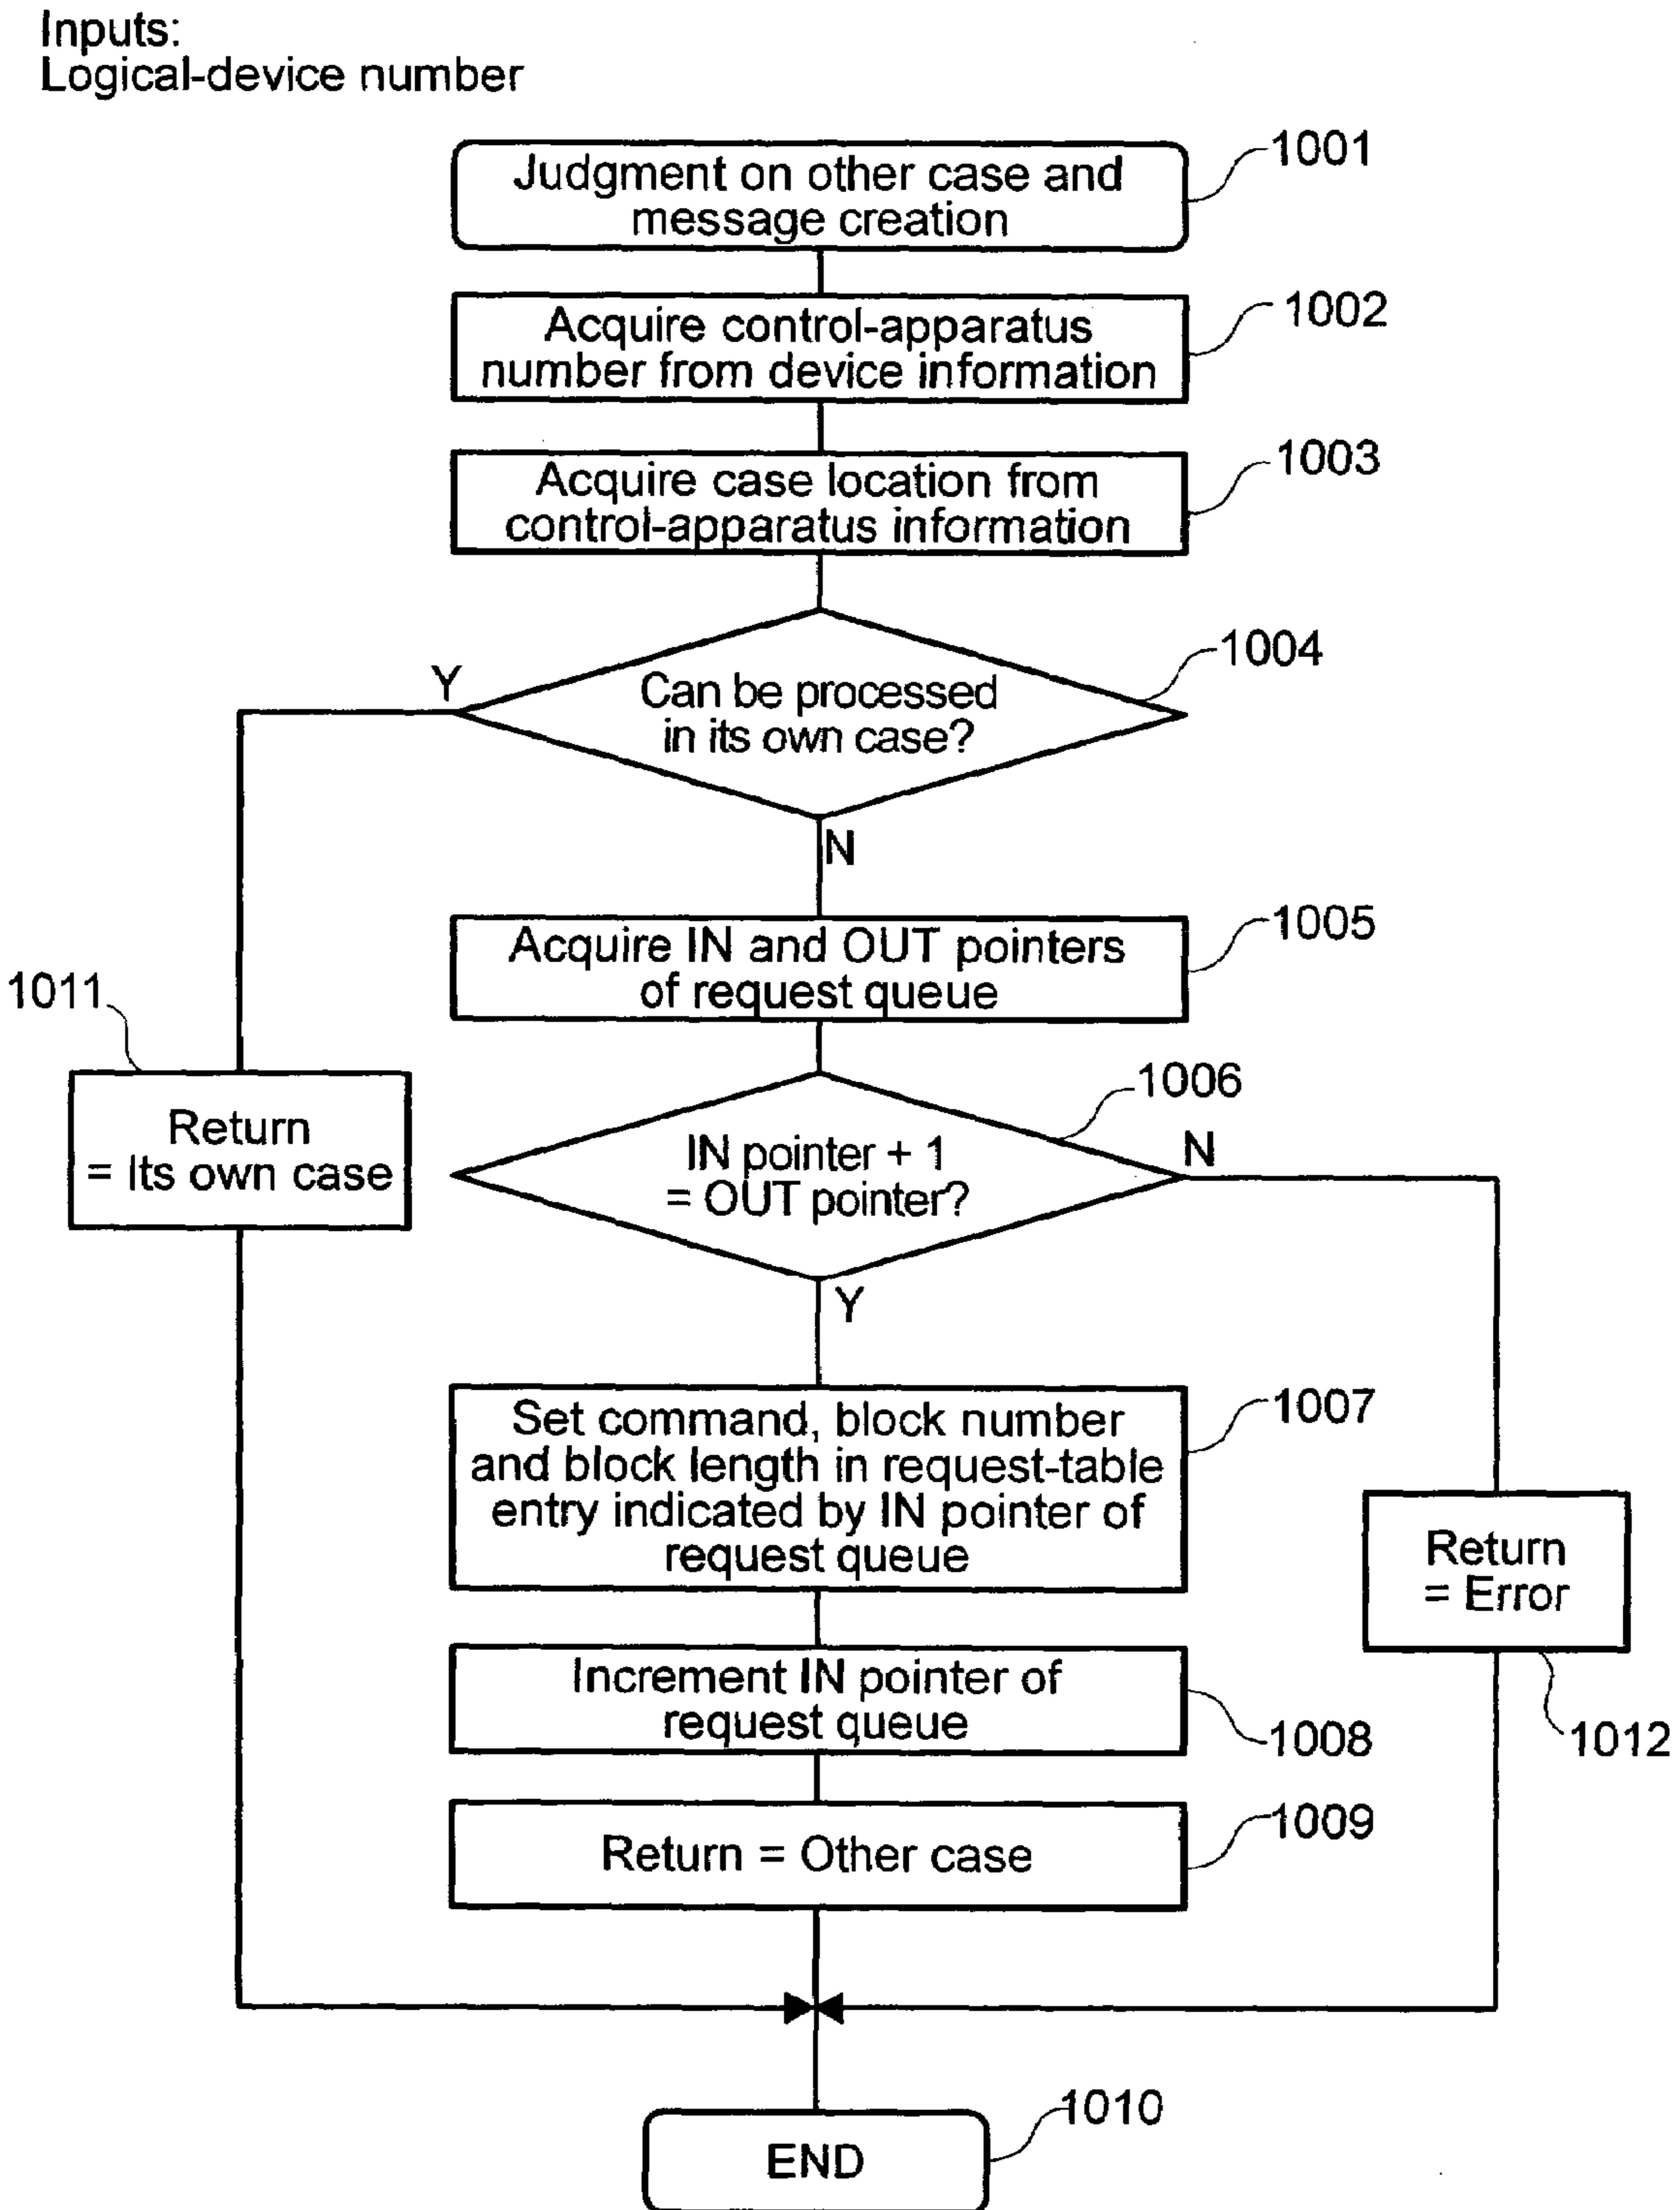 Inputs:
Logical-device number
1001
Judgment on other case and
message creation
1002
Acquire control-apparatus
number from device information
1003
Acquire case location from
control-apparatus information
1004
Y
Can be processed
in its own case?
N
1005
Acquire IN and OUT pointers
of request queue
1011
Return
= Its own case
1006
IN pointer + 1
= OUT pointer?
N
Y
1007
Set command, block number
and block length in request-table
entry indicated by IN pointer of
request queue
Return
= Error
1012
Increment IN pointer of
request queue
1008
1009
Return = Other case
1010
END